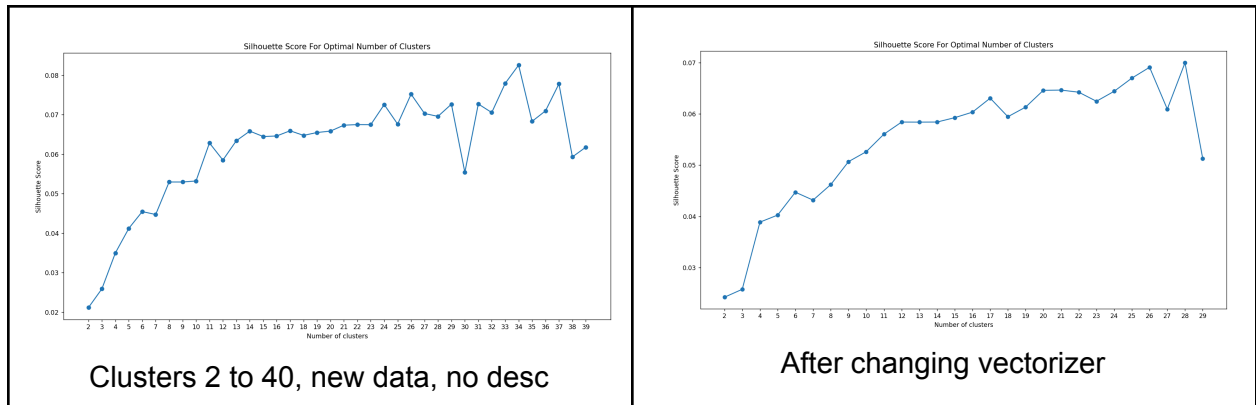 Silhouette Score For Optimal Number of Clusters
Silhouette Score
0.08
0.07
0.06
0.05
0.04
0.03
0.02
2 3 4 5 6 7 8 9 10 11 12 13 14 15 16 17 18 19 20 21 22 23 24 25 26 27 28 29 30 31 32 33 34 35 36 37 38 39
Number of clusters
Clusters 2 to 40, new data, no desc
Silhouette Score For Optimal Number of Clusters
Silhouette Score
0.07
0.06
0.05
0.04
0.03
2 3 4 5 6 7 8 9 10 11 12 13 14 15 16 17 18 19 20 21 22 23 24 25 26 27 28 29
Number of clusters
After changing vectorizer